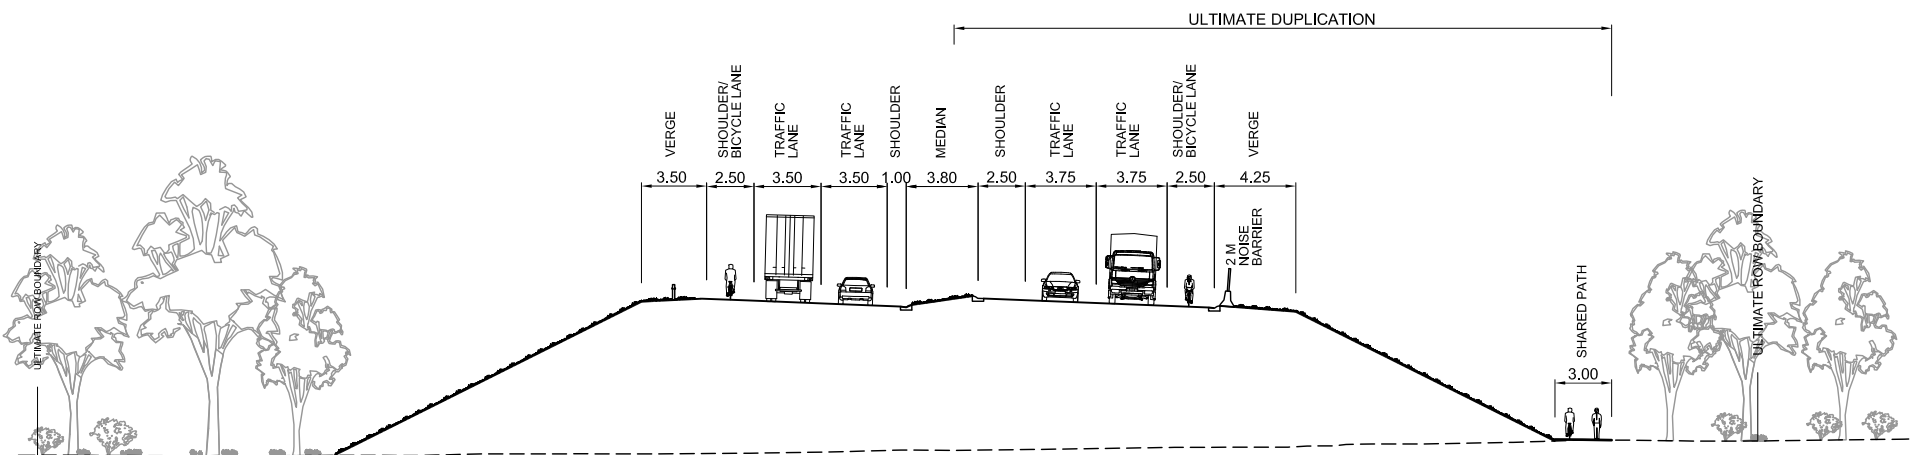 ULTIMATE DUPLICATION
VERGE
SHOULDER/
BICYCLE LANE
TRAFFIC
LANE
TRAFFIC
LANE
SHOULDER
MEDIAN
SHOULDER
TRAFFIC
LANE
TRAFFIC
LANE
SHOULDER/
BICYCLE LANE
VERGE
3.50 2.50 3.50 3.50 1.00 3.80 2.50 3.75 3.75 2.50 4.25
2 M
NOISE
BARRIER
ULTIMATE ROW BOUNDARY
ULTIMATE ROW BOUNDARY
SHARED PATH
3.00